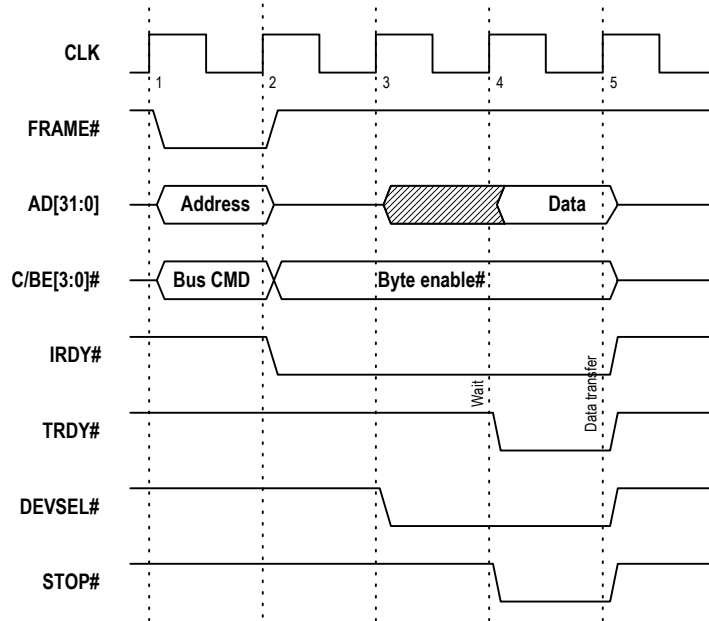 CLK
1 2 3 4 5
FRAME#
AD[31:0] Address Data
C/BE[3:0]# Bus CMD Byte enable#
IRDY#
Wait
Data transfer
TRDY#
DEVSEL#
STOP#